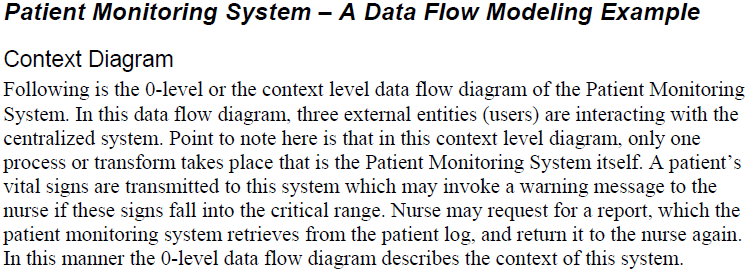 Patient Monitoring System – A Data Flow Modeling Example
Context Diagram
Following is the 0-level or the context level data flow diagram of the Patient Monitoring
System. In this data flow diagram, three external entities (users) are interacting with the
centralized system. Point to note here is that in this context level diagram, only one
process or transform takes place that is the Patient Monitoring System itself. A patient’s
vital signs are transmitted to this system which may invoke a warning message to the
nurse if these signs fall into the critical range. Nurse may request for a report, which the
patient monitoring system retrieves from the patient log, and return it to the nurse again.
In this manner the 0-level data flow diagram describes the context of this system.